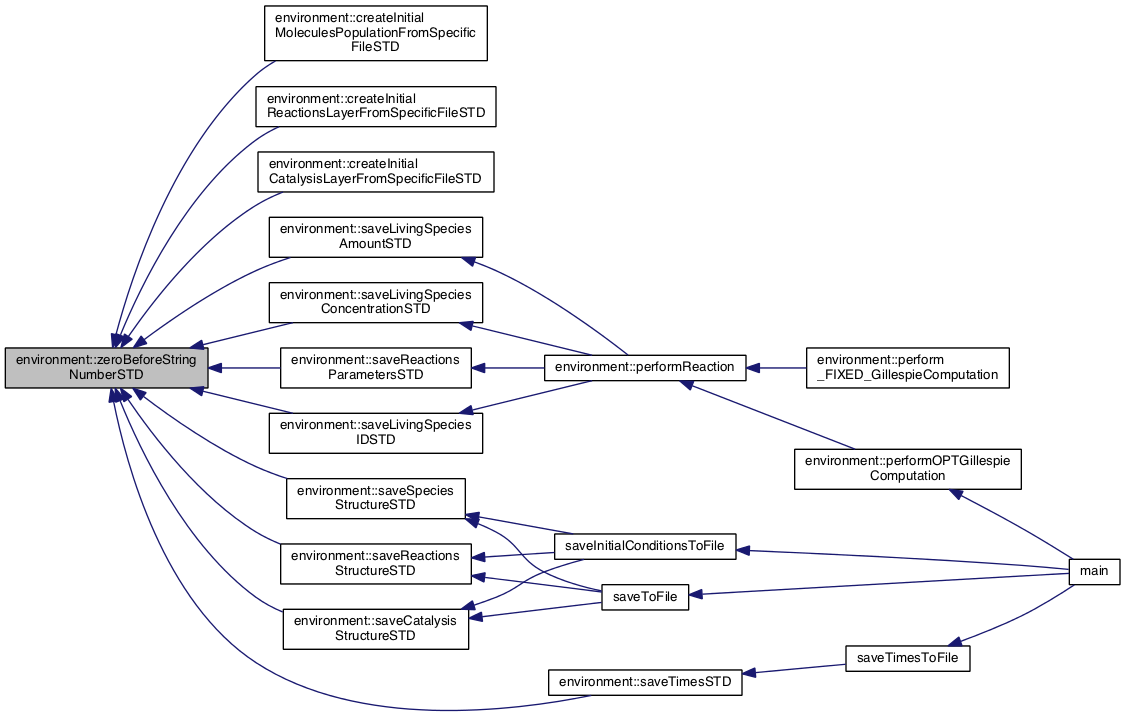 environment::createInitial
MoleculesPopulationFromSpecific
FileSTD
environment::createInitial
ReactionsLayerFromSpecificFileSTD
environment::createInitial
CatalysisLayerFromSpecificFileSTD
environment::saveLivingSpecies
AmountSTD
environment::saveLivingSpecies
ConcentrationSTD
environment::zeroBeforeString
NumberSTD
environment::saveReactions
ParametersSTD
environment::performReaction
environment::perform
_FIXED_GillespieComputation
environment::saveLivingSpecies
IDSTD
environment::performOPTGillespie
Computation
environment::saveSpecies
StructureSTD
saveInitialConditionsToFile
environment::saveReactions
StructureSTD
main
saveToFile
environment::saveCatalysis
StructureSTD
saveTimesToFile
environment::saveTimesSTD